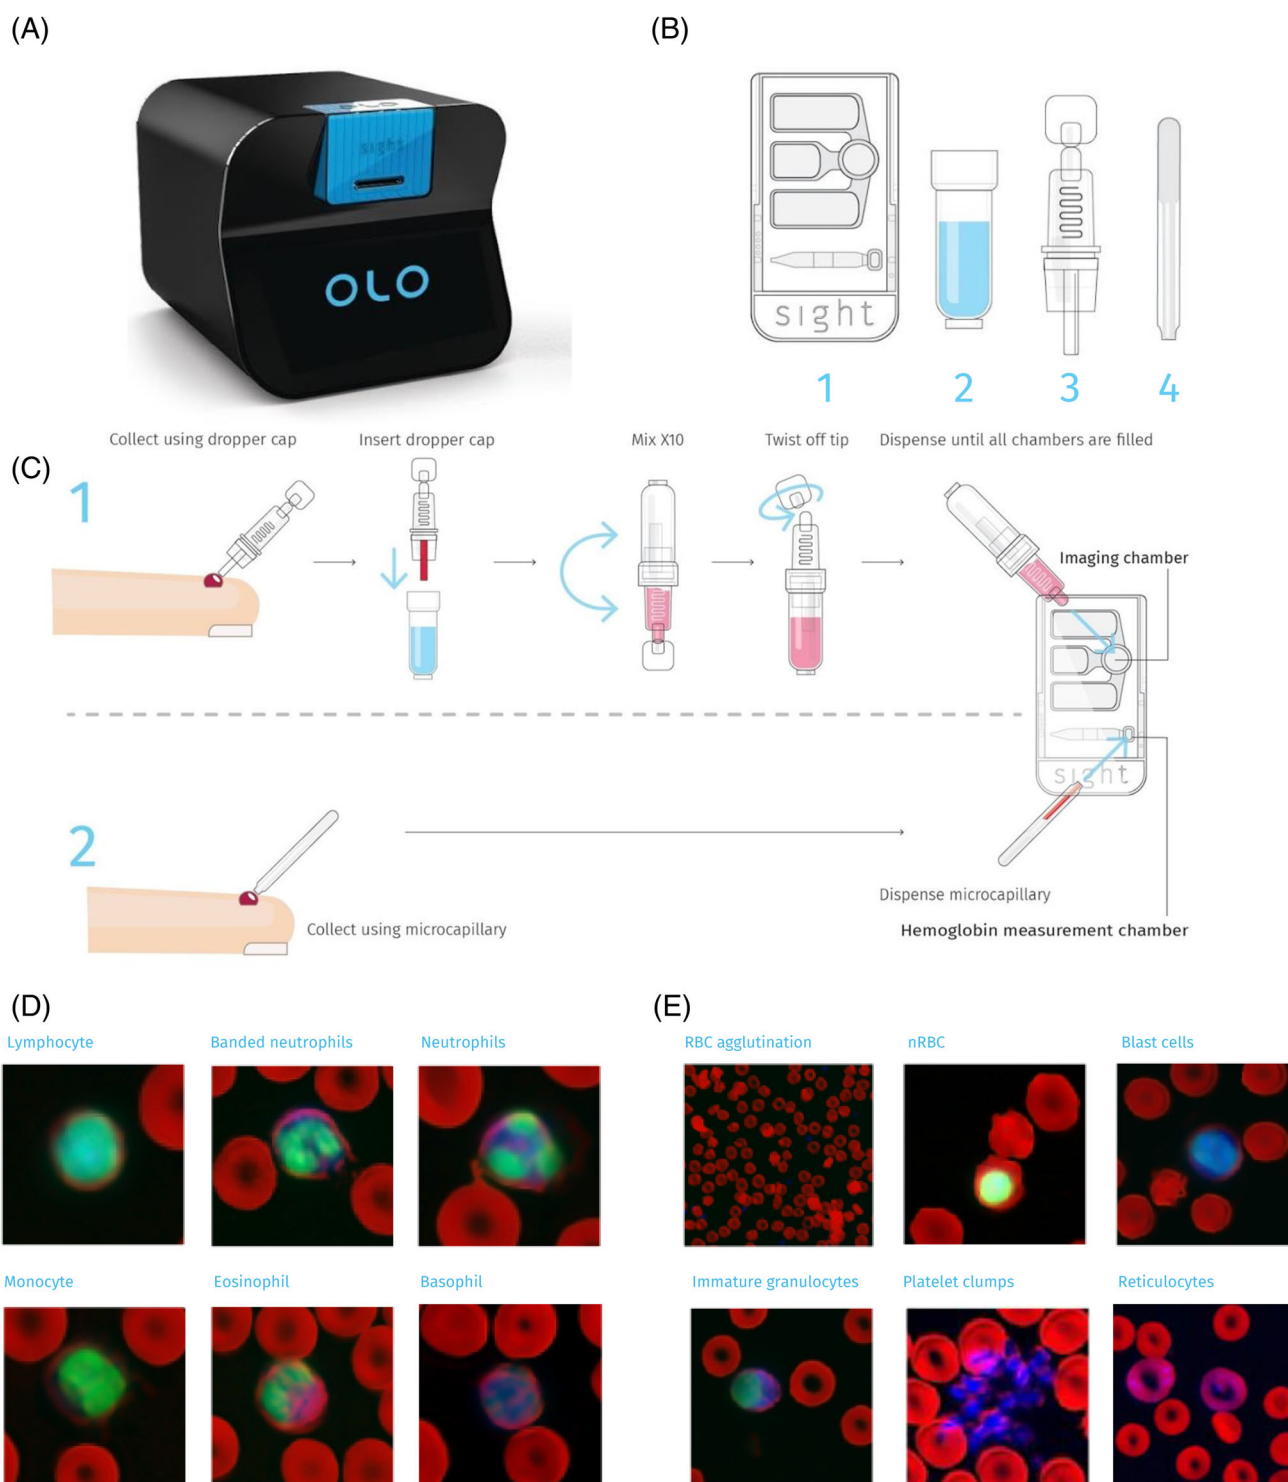 (A)
(B)
OLO
sight
OLO
sight
1
2
3
4
(C)
Collect using dropper cap
Insert dropper cap
Mix X10
Twist off tip
Dispense until all chambers are filled
1
Imaging chamber
sight
2
Collect using microcapillary
Dispense microcapillary
Hemoglobin measurement chamber
(D)
(E)
Lymphocyte
Banded neutrophils
Neutrophils
RBC agglutination
nRBC
Blast cells
Monocyte
Eosinophil
Basophil
Immature granulocytes
Platelet clumps
Reticulocytes